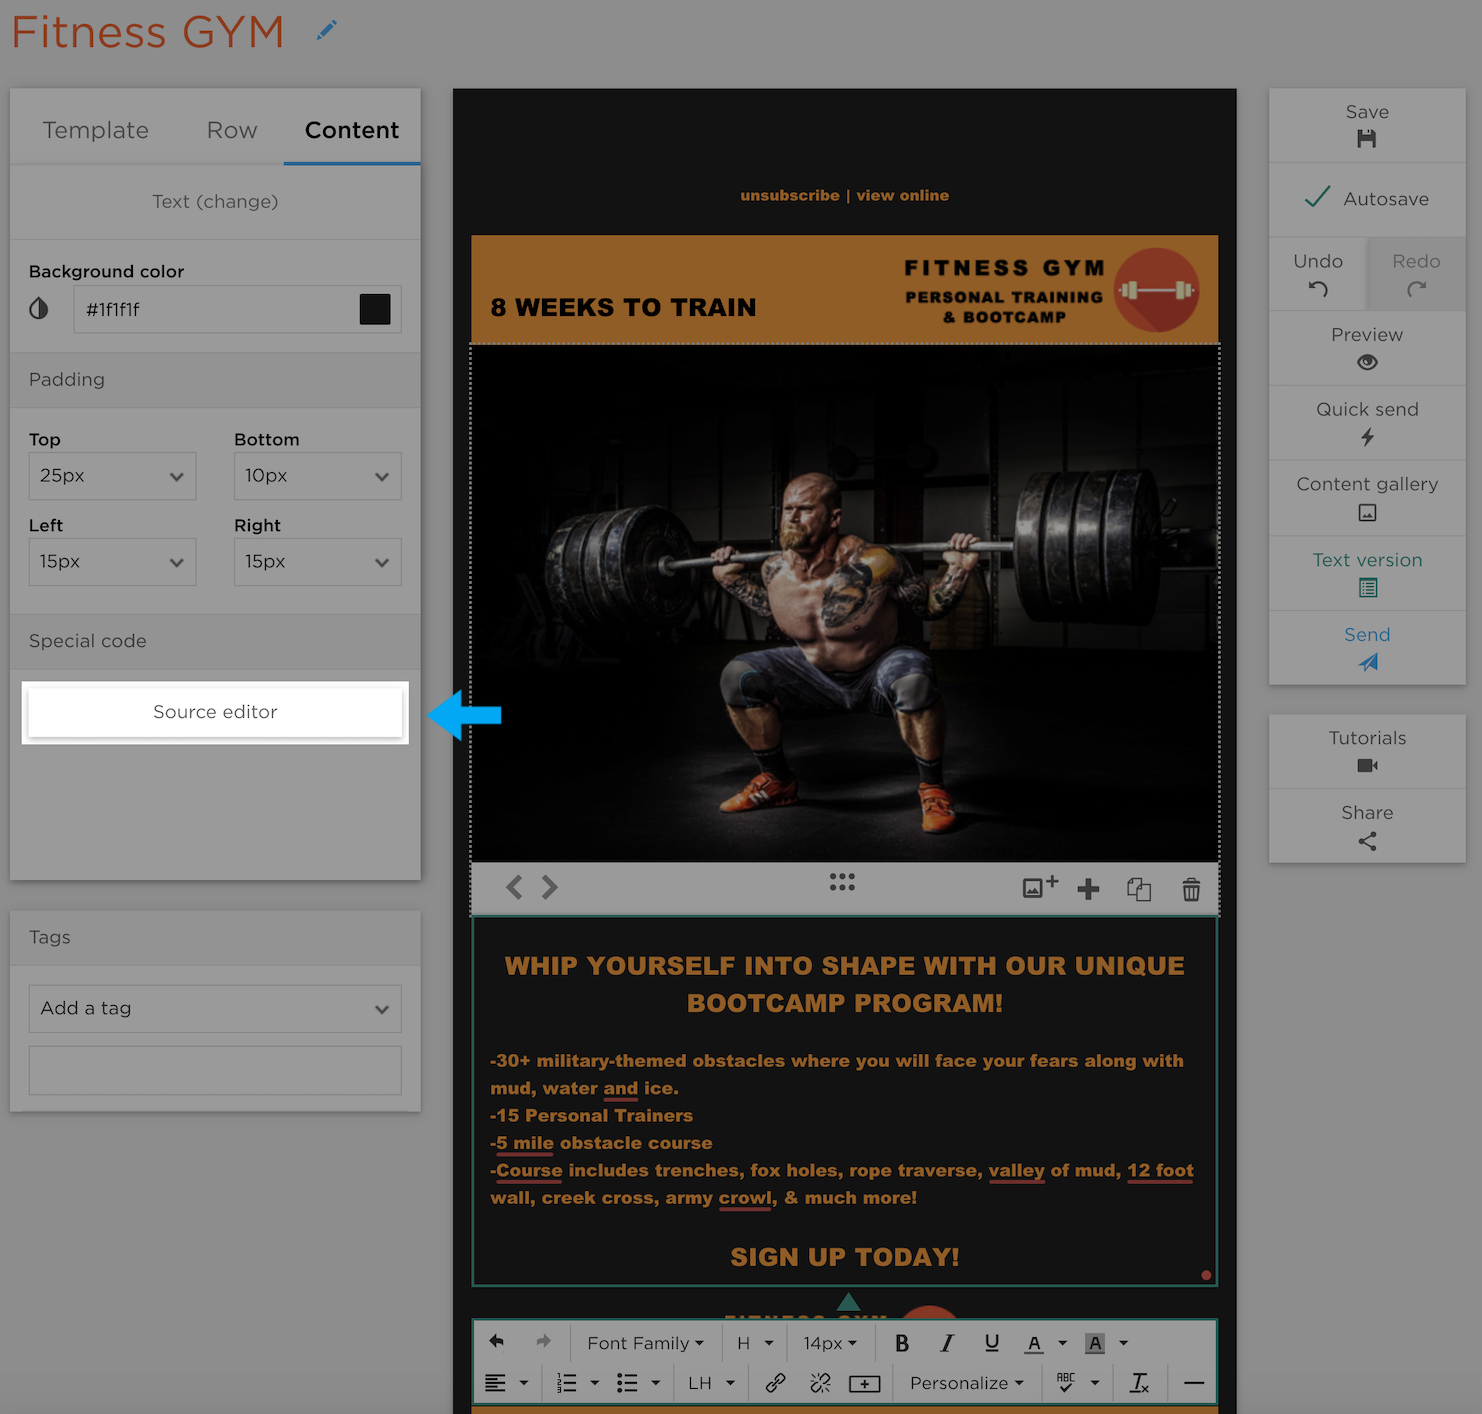 Fitness GYM
Template Row Content
Text (change)
Background color
#1f1f1f
Padding
Top Bottom
25px 10px
Left Right
15px 15px
Special code
Source editor
Tags
Add a tag
unsubscribe | view online
8 WEEKS TO TRAIN
FITNESS GYM
PERSONAL TRAINING
& BOOTCAMP
WHIP YOURSELF INTO SHAPE WITH OUR UNIQUE
BOOTCAMP PROGRAM!
-30+ military-themed obstacles where you will face your fears along with
mud, water and ice.
-15 Personal Trainers
-5 mile obstacle course
-Course includes trenches, fox holes, rope traverse, valley of mud, 12 foot
wall, creek cross, army crowl, & much more!
SIGN UP TODAY!
Font Family H 14px B I U A A
LH Personalize ABC
Save
Autosave
Undo Redo
Preview
Quick send
Content gallery
Text version
Send
Tutorials
Share